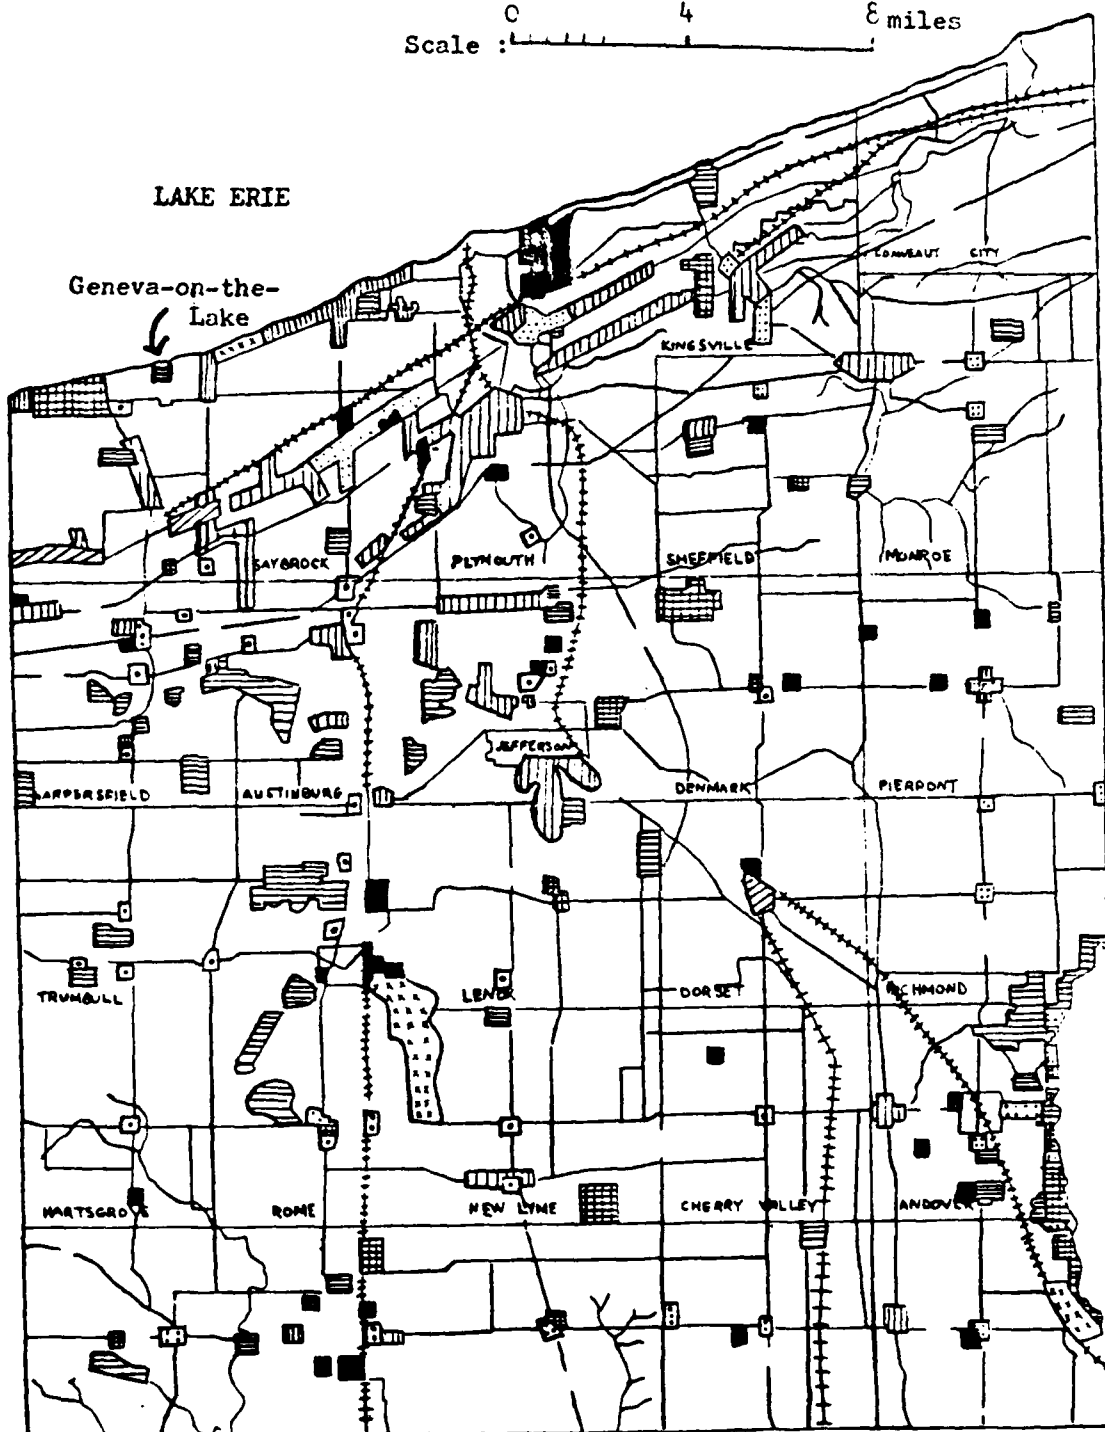 0 4 8 miles
Scale :
LAKE ERIE
Geneva-on-the-
Lake
CONNEAUT CITY
KINGSVILLE
SAYBROOK
PLYMOUTH
SHEFFIELD
MONROE
JEFFERSON
HARPERSFIELD
AUSTINBURG
DENMARK
PIERPONT
TRUMBULL
LENOX
DORSET
RICHMOND
HARTSGROVE
ROME
NEW LYME
CHERRY VALLEY
ANDOVER